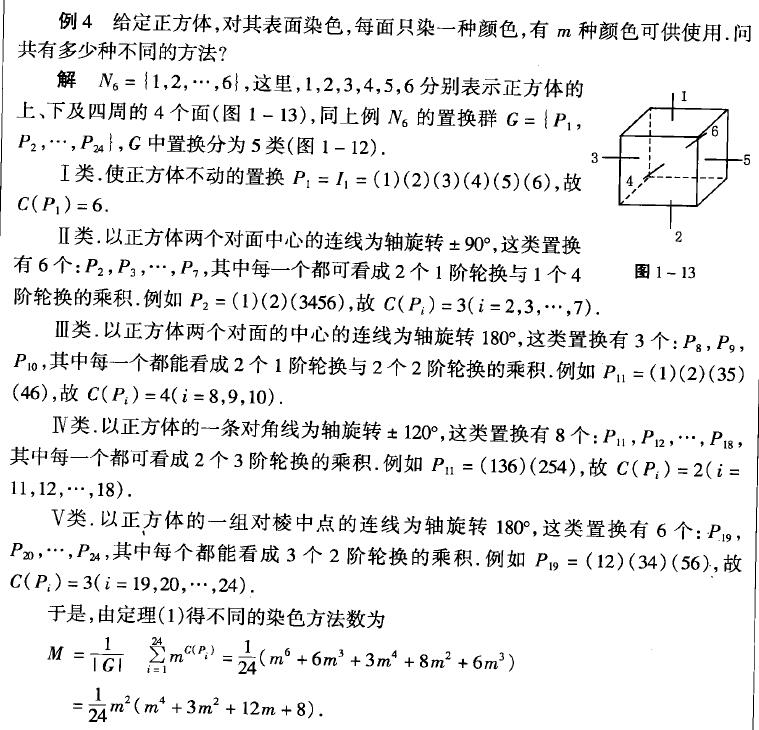 例4 给定正方体,对其表面染色,每面只染一种颜色,有 m 种颜色可供使用.问
共有多少种不同的方法?
解 N₆ = {1,2,…,6},这里,1,2,3,4,5,6分别表示正方体的
上、下及四周的4个面(图1-13),同上例 N₆ 的置换群 G = {P₁,
P₂,…,P₂₄},G 中置换分为5类(图1-12).
Ⅰ类.使正方体不动的置换 P₁ = I₁ = (1)(2)(3)(4)(5)(6),故
C(P₁)=6.
Ⅱ类.以正方体两个对面中心的连线为轴旋转 ± 90°,这类置换
有6个:P₂,P₃,…,P₇,其中每一个都可看成2个1阶轮换与1个4
阶轮换的乘积.例如 P₂ = (1)(2)(3456),故 C(Pᵢ) = 3(i = 2,3,…,7).
1
6
3
5
4
2
图1-13
Ⅲ类.以正方体两个对面的中心的连线为轴旋转 180°,这类置换有3个:P₈,P₉,
P₁₀,其中每一个都能看成2个1阶轮换与2个2阶轮换的乘积.例如 P₁₁ = (1)(2)(35)
(46),故 C(Pᵢ)=4(i=8,9,10).
Ⅳ类.以正方体的一条对角线为轴旋转 ± 120°,这类置换有8个:P₁₁,P₁₂,…,P₁₈,
其中每一个都可看成2个3阶轮换的乘积.例如 P₁₁ = (136)(254),故 C(Pᵢ) = 2(i =
11,12,…,18).
Ⅴ类.以正方体的一组对棱中点的连线为轴旋转 180°,这类置换有6个:P₁₉,
P₂₀,…,P₂₄,其中每个都能看成3个2阶轮换的乘积.例如 P₁₉ = (12)(34)(56),故
C(Pᵢ) = 3(i = 19,20,…,24).
于是,由定理(1)得不同的染色方法数为
M = 1/|G| ∑_{i=1}^{24} m^{C(Pᵢ)} = 1/24(m⁶ + 6m³ + 3m⁴ + 8m² + 6m³)
= 1/24 m²(m⁴ + 3m² + 12m + 8).